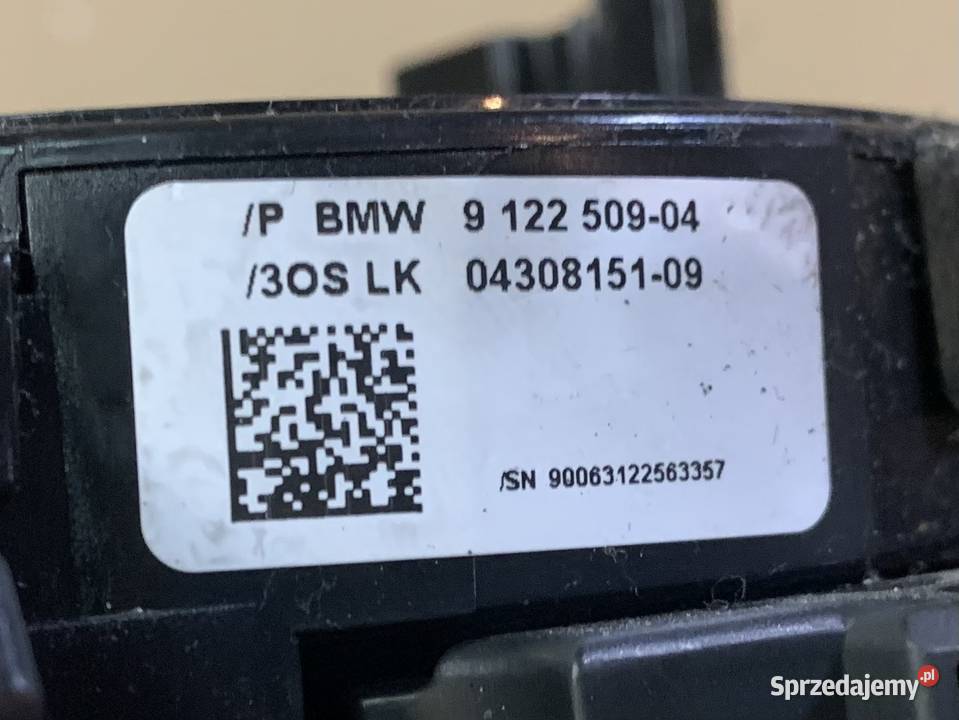 /P BMW 9 122 509-04
/3OS LK 04308151-09
/SN 90063122563357
Sprzedajemy.pl